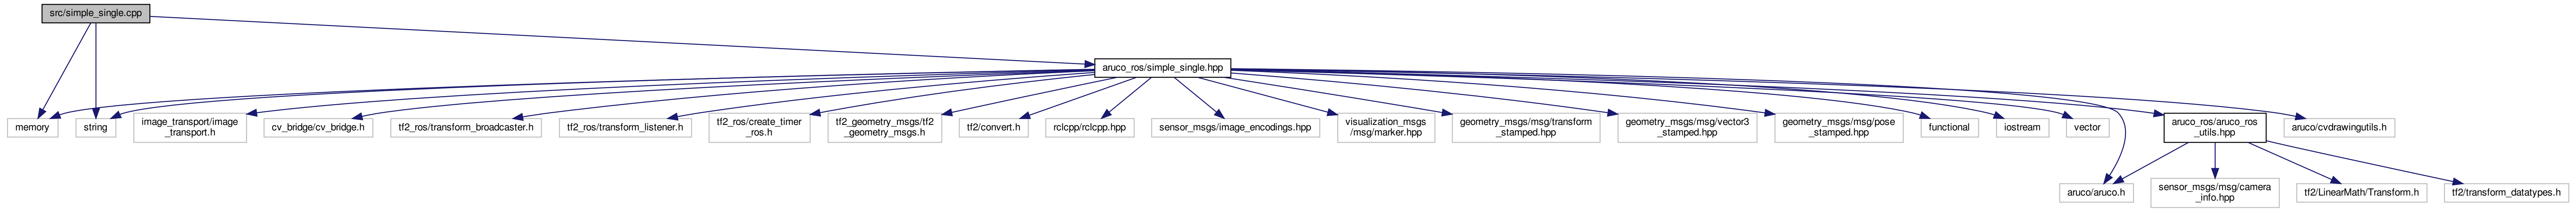 src/simple_single.cpp
aruco_ros/simple_single.hpp
memory
string
image_transport/image
_transport.h
cv_bridge/cv_bridge.h
tf2_ros/transform_broadcaster.h
tf2_ros/transform_listener.h
tf2_ros/create_timer
_ros.h
tf2_geometry_msgs/tf2
_geometry_msgs.h
tf2/convert.h
rclcpp/rclcpp.hpp
sensor_msgs/image_encodings.hpp
visualization_msgs
/msg/marker.hpp
geometry_msgs/msg/transform
_stamped.hpp
geometry_msgs/msg/vector3
_stamped.hpp
geometry_msgs/msg/pose
_stamped.hpp
functional
iostream
vector
aruco_ros/aruco_ros
_utils.hpp
aruco/cvdrawingutils.h
aruco/aruco.h
sensor_msgs/msg/camera
_info.hpp
tf2/LinearMath/Transform.h
tf2/transform_datatypes.h